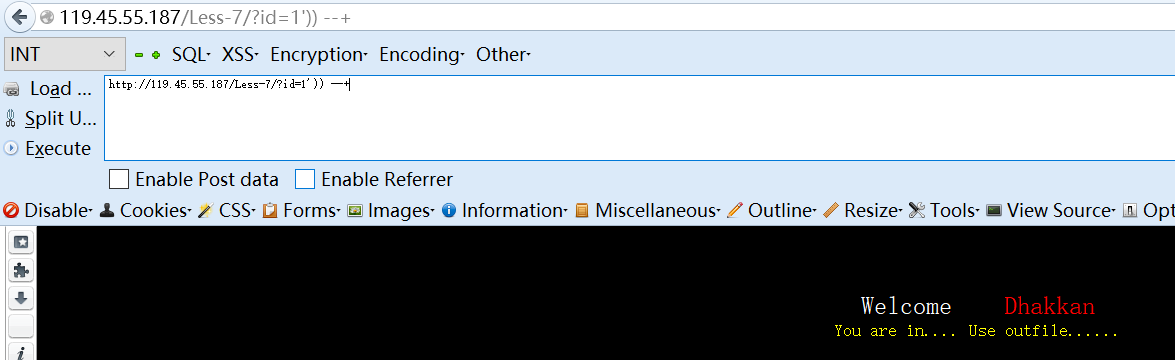 119.45.55.187/Less-7/?id=1')) --+
INT SQL- XSS- Encryption- Encoding- Other-
Load ... http://119.45.55.187/Less-7/?id=1')) --+
Split U...
Execute
Enable Post data Enable Referrer
Disable- Cookies- CSS- Forms- Images- Information- Miscellaneous- Outline- Resize- Tools- View Source- Opt
Welcome Dhakkan
You are in.... Use outfile......